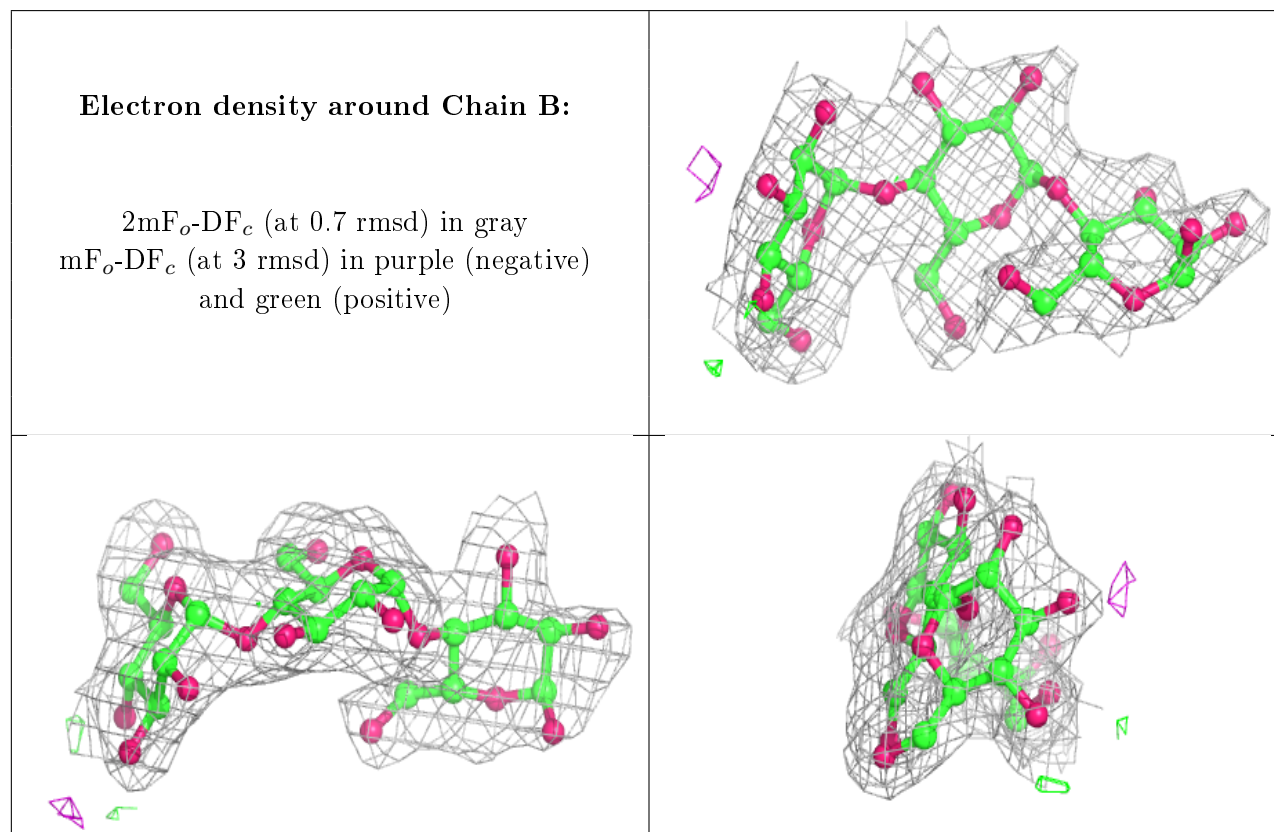 Electron density around Chain B:
2mFₒ-DF𝒸 (at 0.7 rmsd) in gray
mFₒ-DF𝒸 (at 3 rmsd) in purple (negative)
and green (positive)